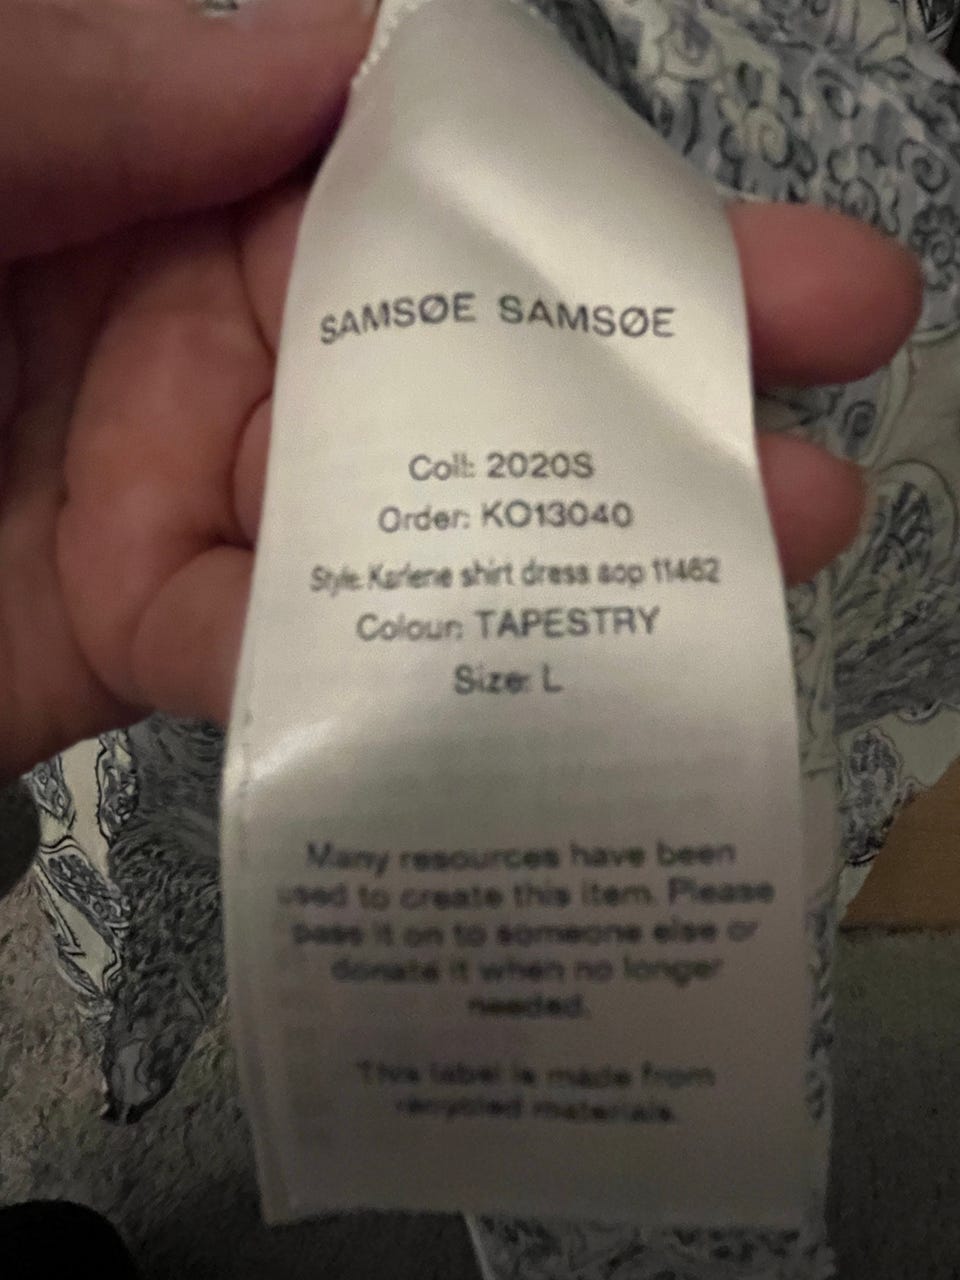 SAMSØE SAMSØE
Coll: 2020S
Order: KO13040
Style: Karlene shirt dress aop 11462
Colour: TAPESTRY
Size: L
Many resources have been
used to create this item. Please
pass it on to someone else or
donate it when no longer
needed.
This label is made from
recycled materials.